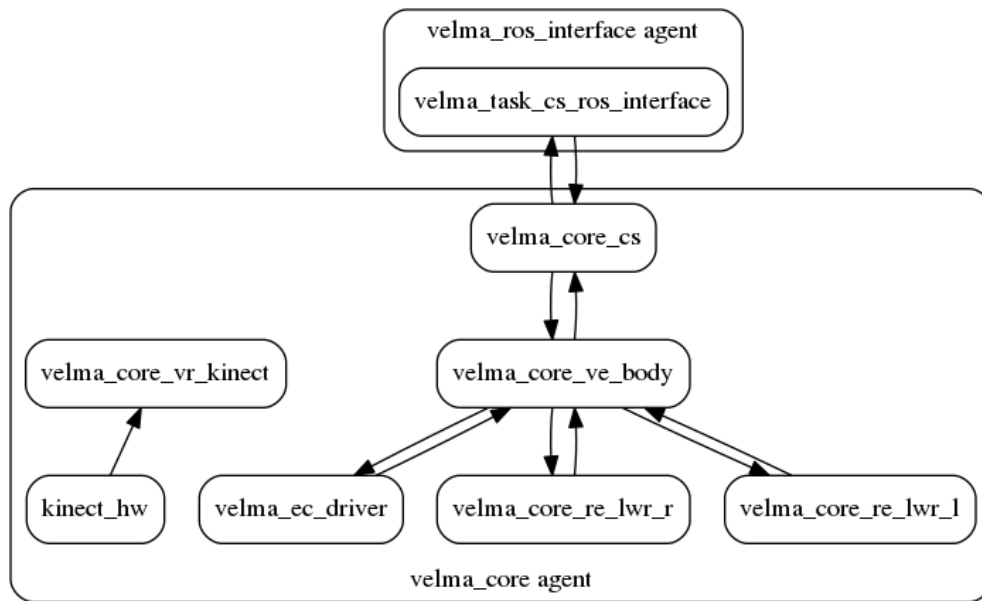 velma_ros_interface agent
velma_task_cs_ros_interface
velma_core_cs
velma_core_vr_kinect
velma_core_ve_body
kinect_hw
velma_ec_driver
velma_core_re_lwr_r
velma_core_re_lwr_l
velma_core agent